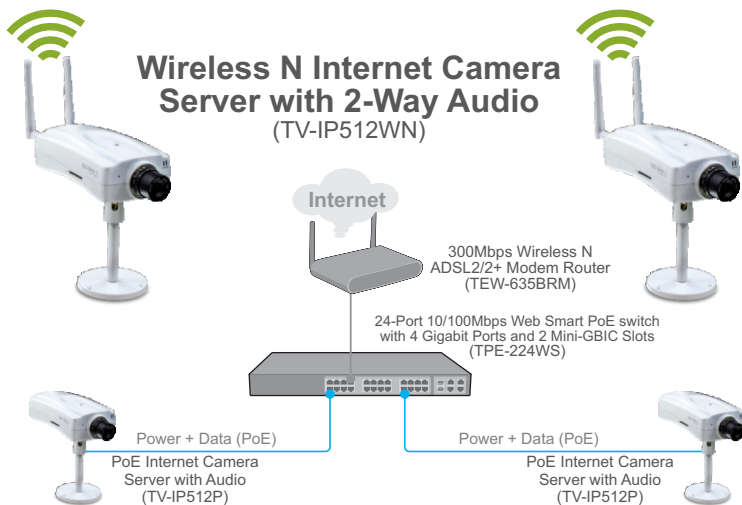 Wireless N Internet Camera
Server with 2-Way Audio
(TV-IP512WN)
Internet
300Mbps Wireless N
ADSL2/2+ Modem Router
(TEW-635BRM)
24-Port 10/100Mbps Web Smart PoE switch
with 4 Gigabit Ports and 2 Mini-GBIC Slots
(TPE-224WS)
Power + Data (PoE)
PoE Internet Camera
Server with Audio
(TV-IP512P)
Power + Data (PoE)
PoE Internet Camera
Server with Audio
(TV-IP512P)